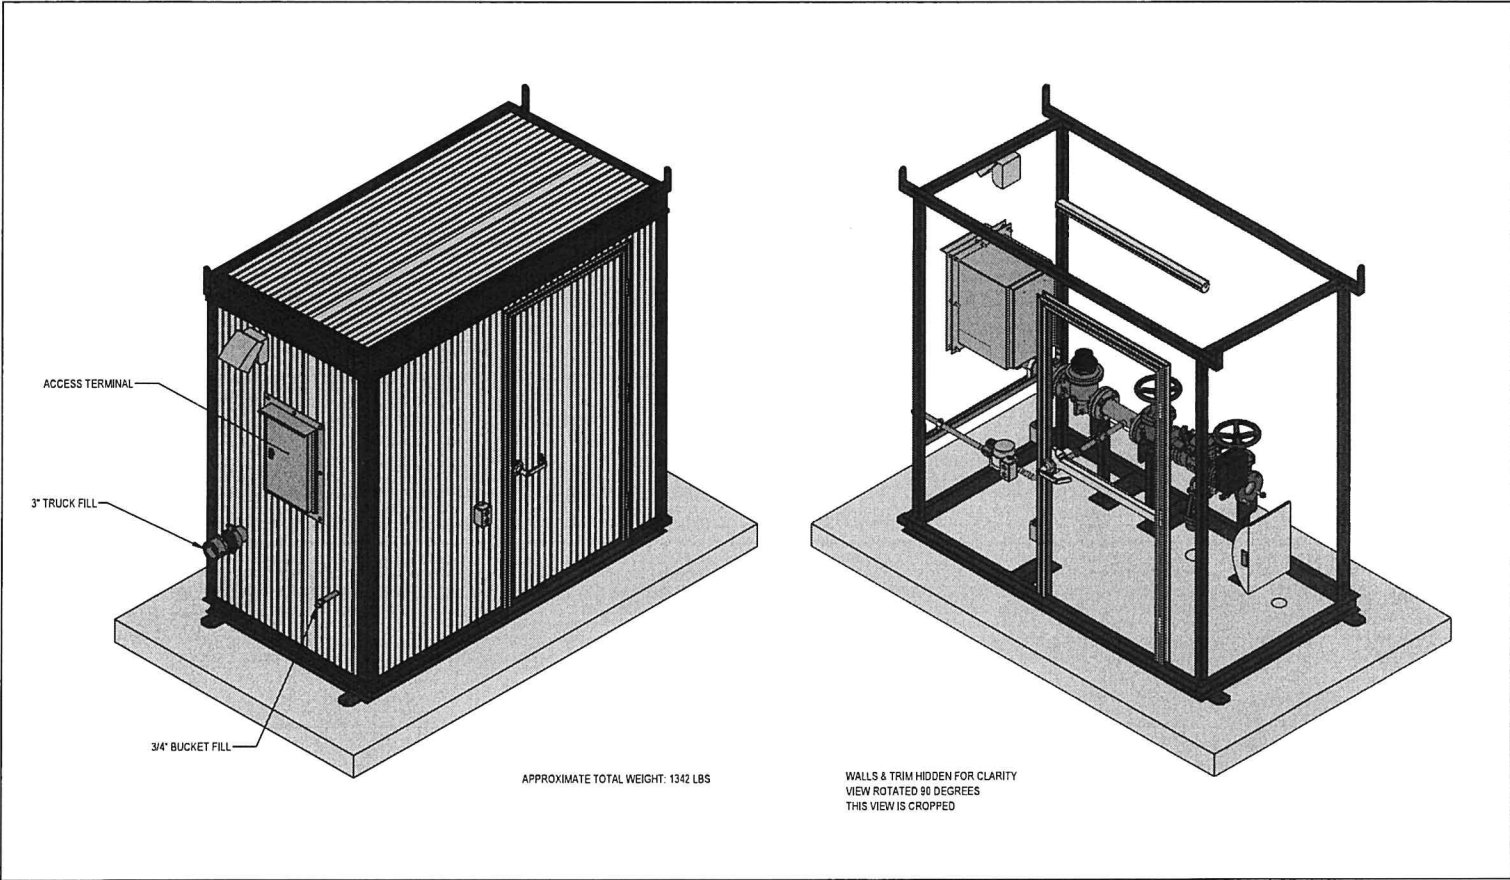 ACCESS TERMINAL
3" TRUCK FILL
3/4" BUCKET FILL
APPROXIMATE TOTAL WEIGHT: 1342 LBS
WALLS & TRIM HIDDEN FOR CLARITY
VIEW ROTATED 90 DEGREES
THIS VIEW IS CROPPED